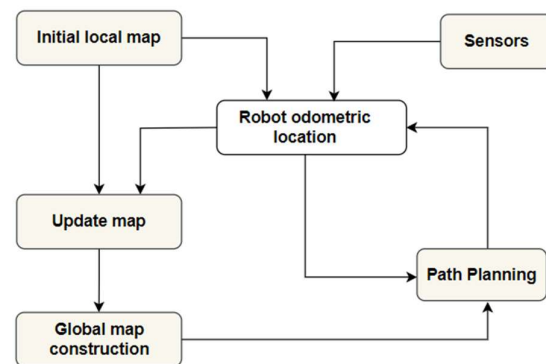 Initial local map
Sensors
Robot odometric
location
Update map
Path Planning
Global map
construction